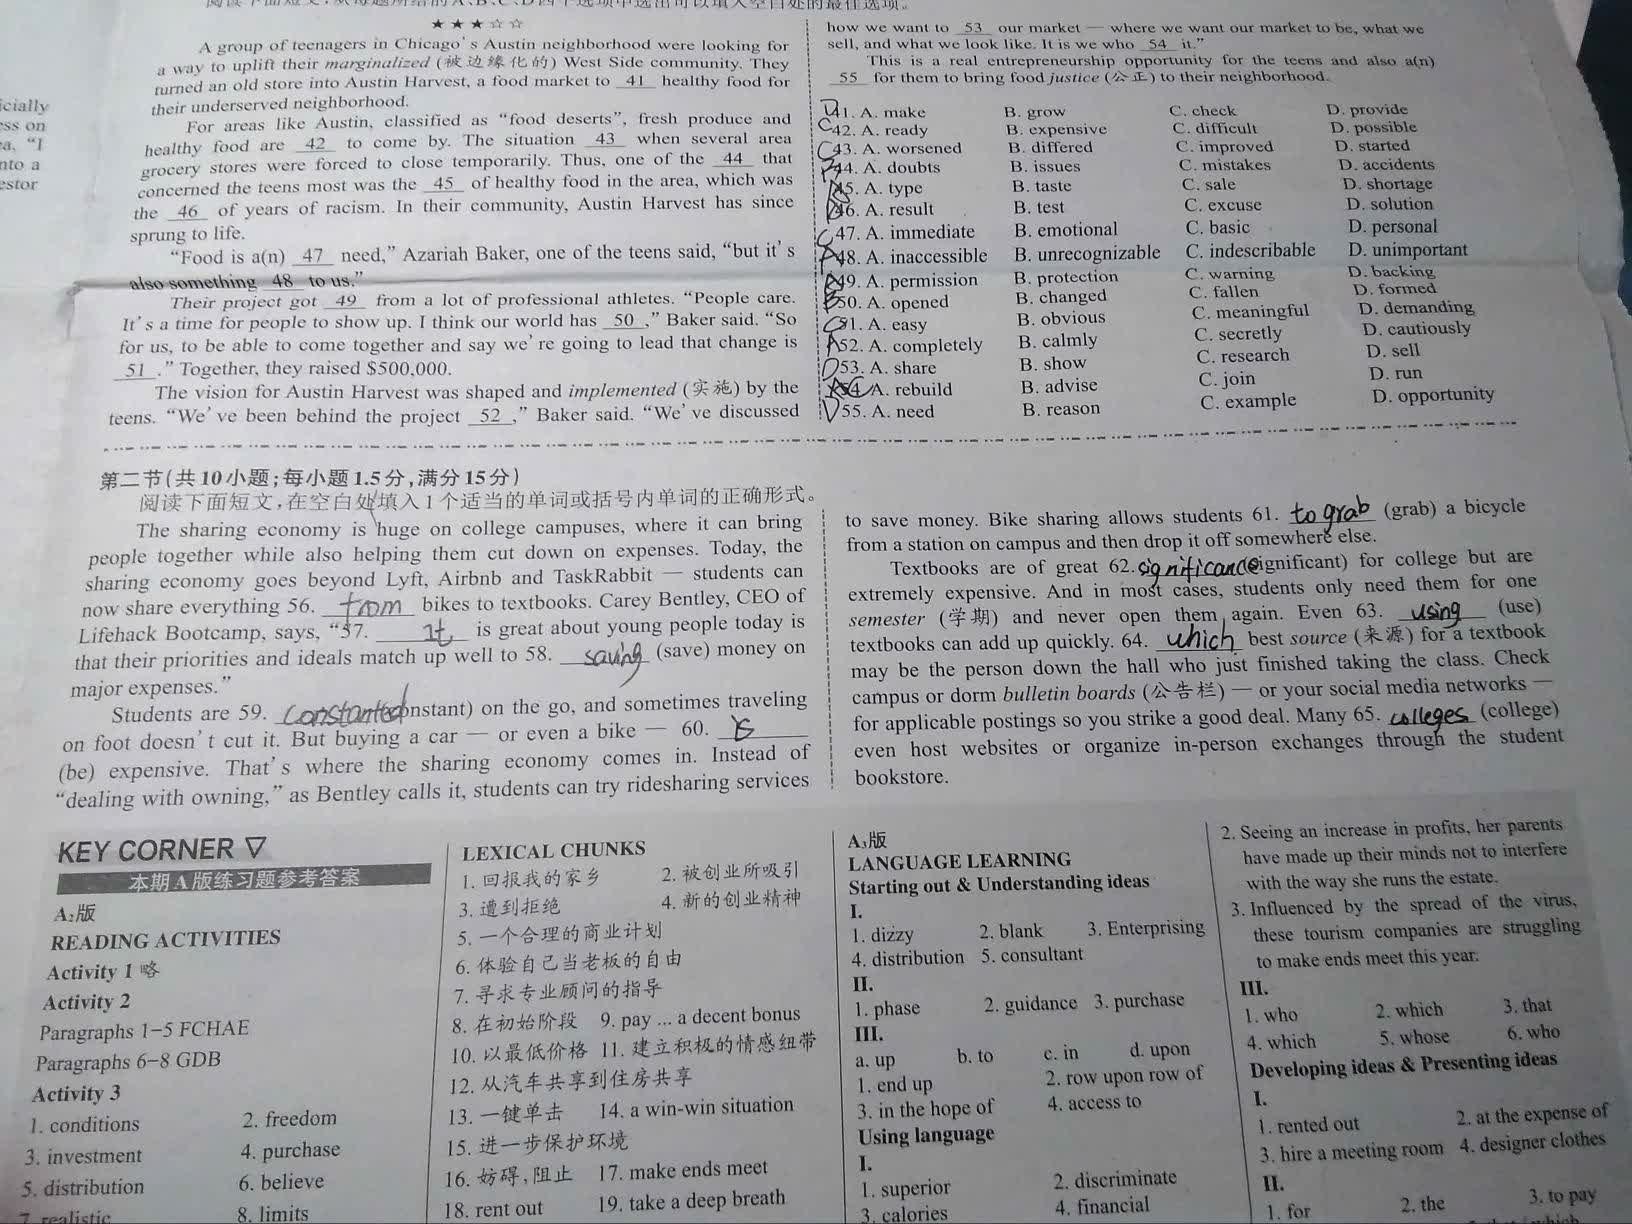 ★★★☆☆
A group of teenagers in Chicago's Austin neighborhood were looking for
a way to uplift their marginalized (被边缘化的) West Side community. They
turned an old store into Austin Harvest, a food market to 41 healthy food for
their underserved neighborhood.
For areas like Austin, classified as "food deserts", fresh produce and
healthy food are 42 to come by. The situation 43 when several area
grocery stores were forced to close temporarily. Thus, one of the 44 that
concerned the teens most was the 45 of healthy food in the area, which was
the 46 of years of racism. In their community, Austin Harvest has since
sprung to life.
"Food is a(n) 47 need," Azariah Baker, one of the teens said, "but it's
also something 48 to us."
Their project got 49 from a lot of professional athletes. "People care.
It's a time for people to show up. I think our world has 50 ," Baker said. "So
for us, to be able to come together and say we're going to lead that change is
51 ." Together, they raised $500,000.
The vision for Austin Harvest was shaped and implemented (实施) by the
teens. "We've been behind the project 52 ," Baker said. "We've discussed
how we want to 53 our market — where we want our market to be, what we
sell, and what we look like. It is we who 54 it."
This is a real entrepreneurship opportunity for the teens and also a(n)
55 for them to bring food justice (公正) to their neighborhood.
D 41. A. make B. grow C. check D. provide
C 42. A. ready B. expensive C. difficult D. possible
C 43. A. worsened B. differed C. improved D. started
44. A. doubts B. issues C. mistakes D. accidents
45. A. type B. taste C. sale D. shortage
46. A. result B. test C. excuse D. solution
C 47. A. immediate B. emotional C. basic D. personal
A 48. A. inaccessible B. unrecognizable C. indescribable D. unimportant
49. A. permission B. protection C. warning D. backing
B 50. A. opened B. changed C. fallen D. formed
C 51. A. easy B. obvious C. meaningful D. demanding
A 52. A. completely B. calmly C. secretly D. cautiously
D 53. A. share B. show C. research D. sell
54. A. rebuild B. advise C. join D. run
D 55. A. need B. reason C. example D. opportunity
第二节(共10小题;每小题1.5分,满分15分)
阅读下面短文,在空白处填入1个适当的单词或括号内单词的正确形式。
The sharing economy is huge on college campuses, where it can bring
people together while also helping them cut down on expenses. Today, the
sharing economy goes beyond Lyft, Airbnb and TaskRabbit — students can
now share everything 56. from bikes to textbooks. Carey Bentley, CEO of
Lifehack Bootcamp, says, "57. It is great about young people today is
that their priorities and ideals match up well to 58. saving (save) money on
major expenses."
Students are 59. constanted onstant) on the go, and sometimes traveling
on foot doesn't cut it. But buying a car — or even a bike — 60. is
(be) expensive. That's where the sharing economy comes in. Instead of
"dealing with owning," as Bentley calls it, students can try ridesharing services
to save money. Bike sharing allows students 61. to grab (grab) a bicycle
from a station on campus and then drop it off somewhere else.
Textbooks are of great 62. significance ignificant) for college but are
extremely expensive. And in most cases, students only need them for one
semester (学期) and never open them again. Even 63. using (use)
textbooks can add up quickly. 64. which best source (来源) for a textbook
may be the person down the hall who just finished taking the class. Check
campus or dorm bulletin boards (公告栏) — or your social media networks —
for applicable postings so you strike a good deal. Many 65. colleges (college)
even host websites or organize in-person exchanges through the student
bookstore.
icially
ess on
ea, "I
nto a
estor
KEY CORNER ▽
本期A版练习题参考答案
A₂版
READING ACTIVITIES
Activity 1 略
Activity 2
Paragraphs 1-5 FCHAE
Paragraphs 6-8 GDB
Activity 3
1. conditions 2. freedom
3. investment 4. purchase
5. distribution 6. believe
7. realistic 8. limits
LEXICAL CHUNKS
1. 回报我的家乡 2. 被创业所吸引
3. 遭到拒绝 4. 新的创业精神
5. 一个合理的商业计划
6. 体验自己当老板的自由
7. 寻求专业顾问的指导
8. 在初始阶段 9. pay ... a decent bonus
10. 以最低价格 11. 建立积极的情感纽带
12. 从汽车共享到住房共享
13. 一键单击 14. a win-win situation
15. 进一步保护环境
16. 妨碍,阻止 17. make ends meet
18. rent out 19. take a deep breath
A₃版
LANGUAGE LEARNING
Starting out & Understanding ideas
I.
1. dizzy 2. blank 3. Enterprising
4. distribution 5. consultant
II.
1. phase 2. guidance 3. purchase
III.
a. up b. to c. in d. upon
1. end up 2. row upon row of
3. in the hope of 4. access to
Using language
I.
1. superior 2. discriminate
3. calories 4. financial
2. Seeing an increase in profits, her parents
have made up their minds not to interfere
with the way she runs the estate.
3. Influenced by the spread of the virus,
these tourism companies are struggling
to make ends meet this year.
III.
1. who 2. which 3. that
4. which 5. whose 6. who
Developing ideas & Presenting ideas
I.
1. rented out 2. at the expense of
3. hire a meeting room 4. designer clothes
II.
1. for 2. the 3. to pay